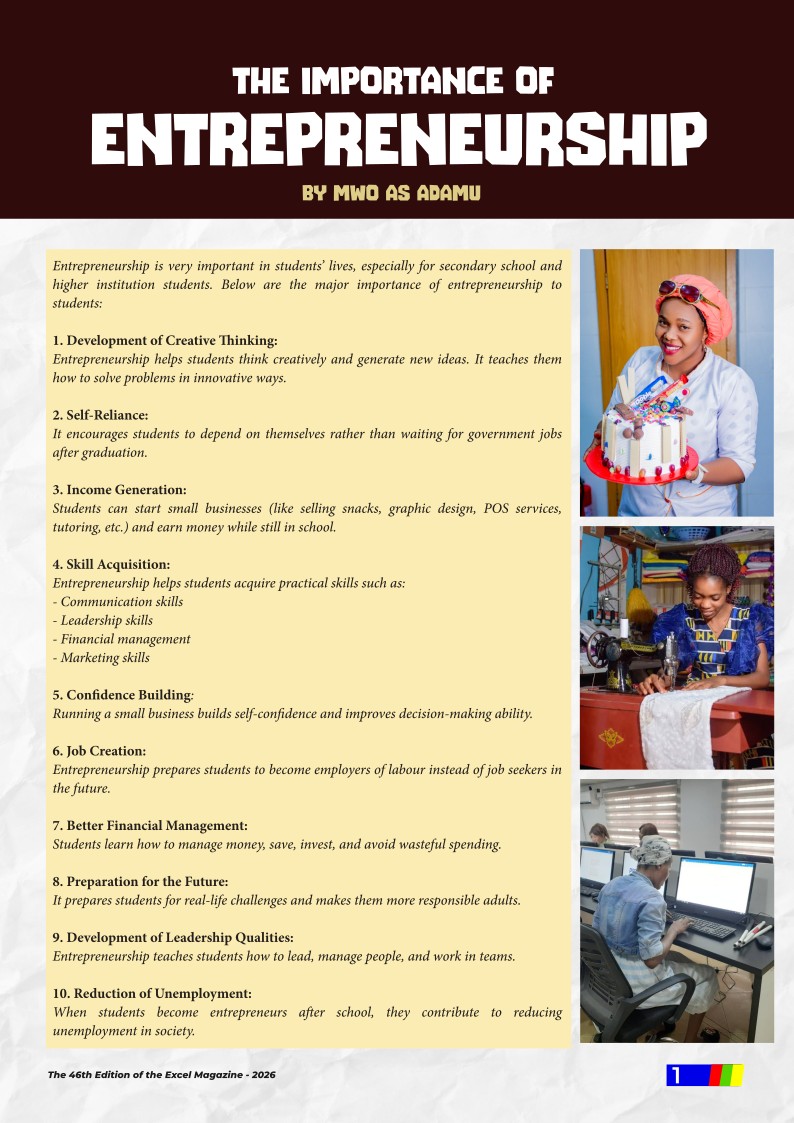 THE IMPORTANCE OF
ENTREPRENEURSHIP
BY MWO AS ADAMU
Entrepreneurship is very important in students' lives, especially for secondary school and
higher institution students. Below are the major importance of entrepreneurship to
students:
1. Development of Creative Thinking:
Entrepreneurship helps students think creatively and generate new ideas. It teaches them
how to solve problems in innovative ways.
2. Self-Reliance:
It encourages students to depend on themselves rather than waiting for government jobs
after graduation.
3. Income Generation:
Students can start small businesses (like selling snacks, graphic design, POS services,
tutoring, etc.) and earn money while still in school.
4. Skill Acquisition:
Entrepreneurship helps students acquire practical skills such as:
- Communication skills
- Leadership skills
- Financial management
- Marketing skills
5. Confidence Building:
Running a small business builds self-confidence and improves decision-making ability.
6. Job Creation:
Entrepreneurship prepares students to become employers of labour instead of job seekers in
the future.
7. Better Financial Management:
Students learn how to manage money, save, invest, and avoid wasteful spending.
8. Preparation for the Future:
It prepares students for real-life challenges and makes them more responsible adults.
9. Development of Leadership Qualities:
Entrepreneurship teaches students how to lead, manage people, and work in teams.
10. Reduction of Unemployment:
When students become entrepreneurs after school, they contribute to reducing
unemployment in society.
The 46th Edition of the Excel Magazine - 2026
1